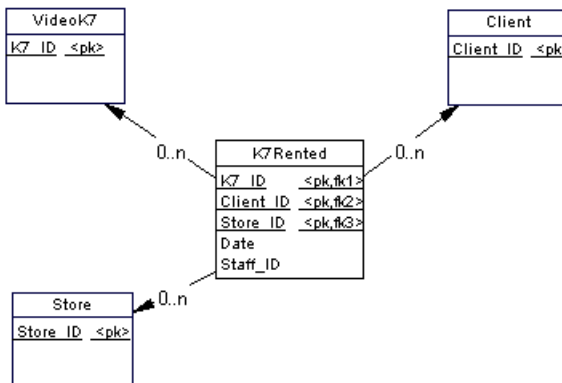 VideoK7
K7_ID <pk>
Client
Client_ID <pk
0..n
0..n
K7Rented
K7_ID <pk,fk1>
Client_ID <pk,fk2>
Store_ID <pk,fk3>
Date
Staff_ID
0..n
Store
Store_ID <pk>